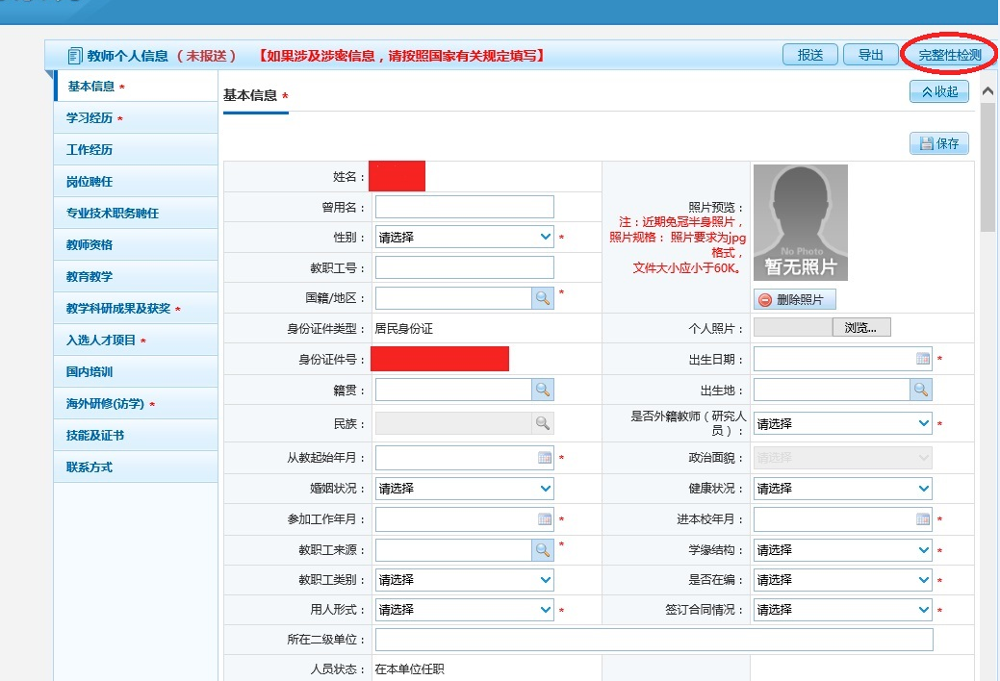 教师个人信息（未报送） 【如果涉及涉密信息，请按照国家有关规定填写】 报送 导出 完整性检测
基本信息 *
学习经历 *
工作经历
岗位聘任
专业技术职务聘任
教师资格
教育教学
教学科研成果及获奖 *
入选人才项目 *
国内培训
海外研修(访学) *
技能及证书
联系方式
基本信息 *
收起
保存
姓名：
曾用名：
性别： 请选择 *
教职工号：
国籍/地区： *
照片预览：
注：近期免冠半身照片，
照片规格： 照片要求为jpg
格式，
文件大小应小于60K。
No Photo
暂无照片
删除照片
身份证件类型： 居民身份证 个人照片： 浏览...
身份证件号： 出生日期： *
籍贯： 出生地：
民族： 是否外籍教师（研究人
员）： 请选择 *
从教起始年月： * 政治面貌： 请选择
婚姻状况： 请选择 健康状况： 请选择
参加工作年月： * 进本校年月： *
教职工来源： * 学缘结构： 请选择 *
教职工类别： 请选择 是否在编： 请选择 *
用人形式： 请选择 * 签订合同情况： 请选择 *
所在二级单位：
人员状态： 在本单位任职